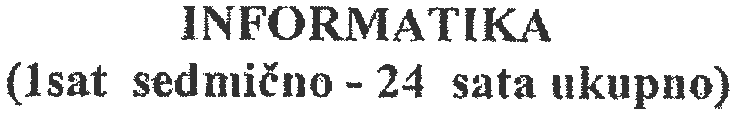 INFORMATIKA
(1sat sedmično - 24 sata ukupno)